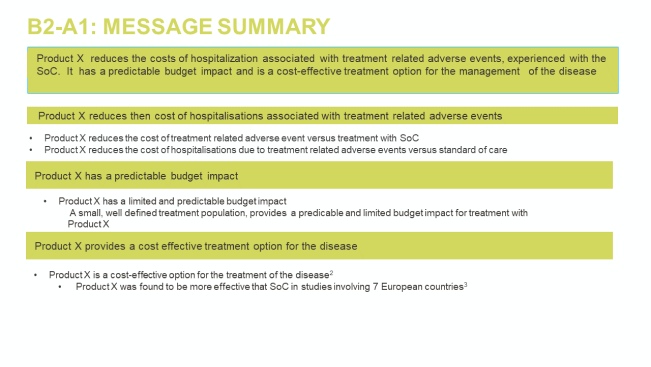 B2-A1: MESSAGE SUMMARY
Product X reduces the costs of hospitalization associated with treatment related adverse events, experienced with the
SoC. It has a predictable budget impact and is a cost-effective treatment option for the management of the disease
Product X reduces then cost of hospitalisations associated with treatment related adverse events
• Product X reduces the cost of treatment related adverse event versus treatment with SoC
• Product X reduces the cost of hospitalisations due to treatment related adverse events versus standard of care
Product X has a predictable budget impact
• Product X has a limited and predictable budget impact
A small, well defined treatment population, provides a predicable and limited budget impact for treatment with
Product X
Product X provides a cost effective treatment option for the disease
• Product X is a cost-effective option for the treatment of the disease²
• Product X was found to be more effective that SoC in studies involving 7 European countries³